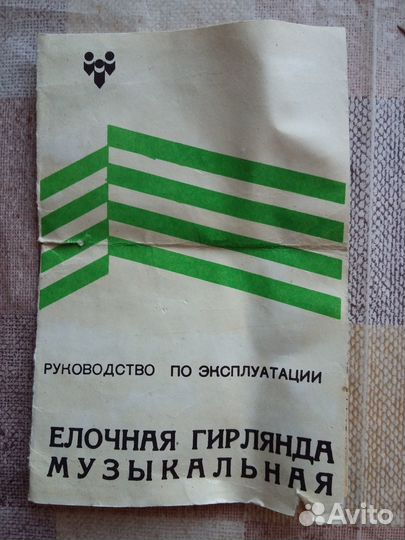 РУКОВОДСТВО ПО ЭКСПЛУАТАЦИИ
ЕЛОЧНАЯ ГИРЛЯНДА
МУЗЫКАЛЬНАЯ
Avito